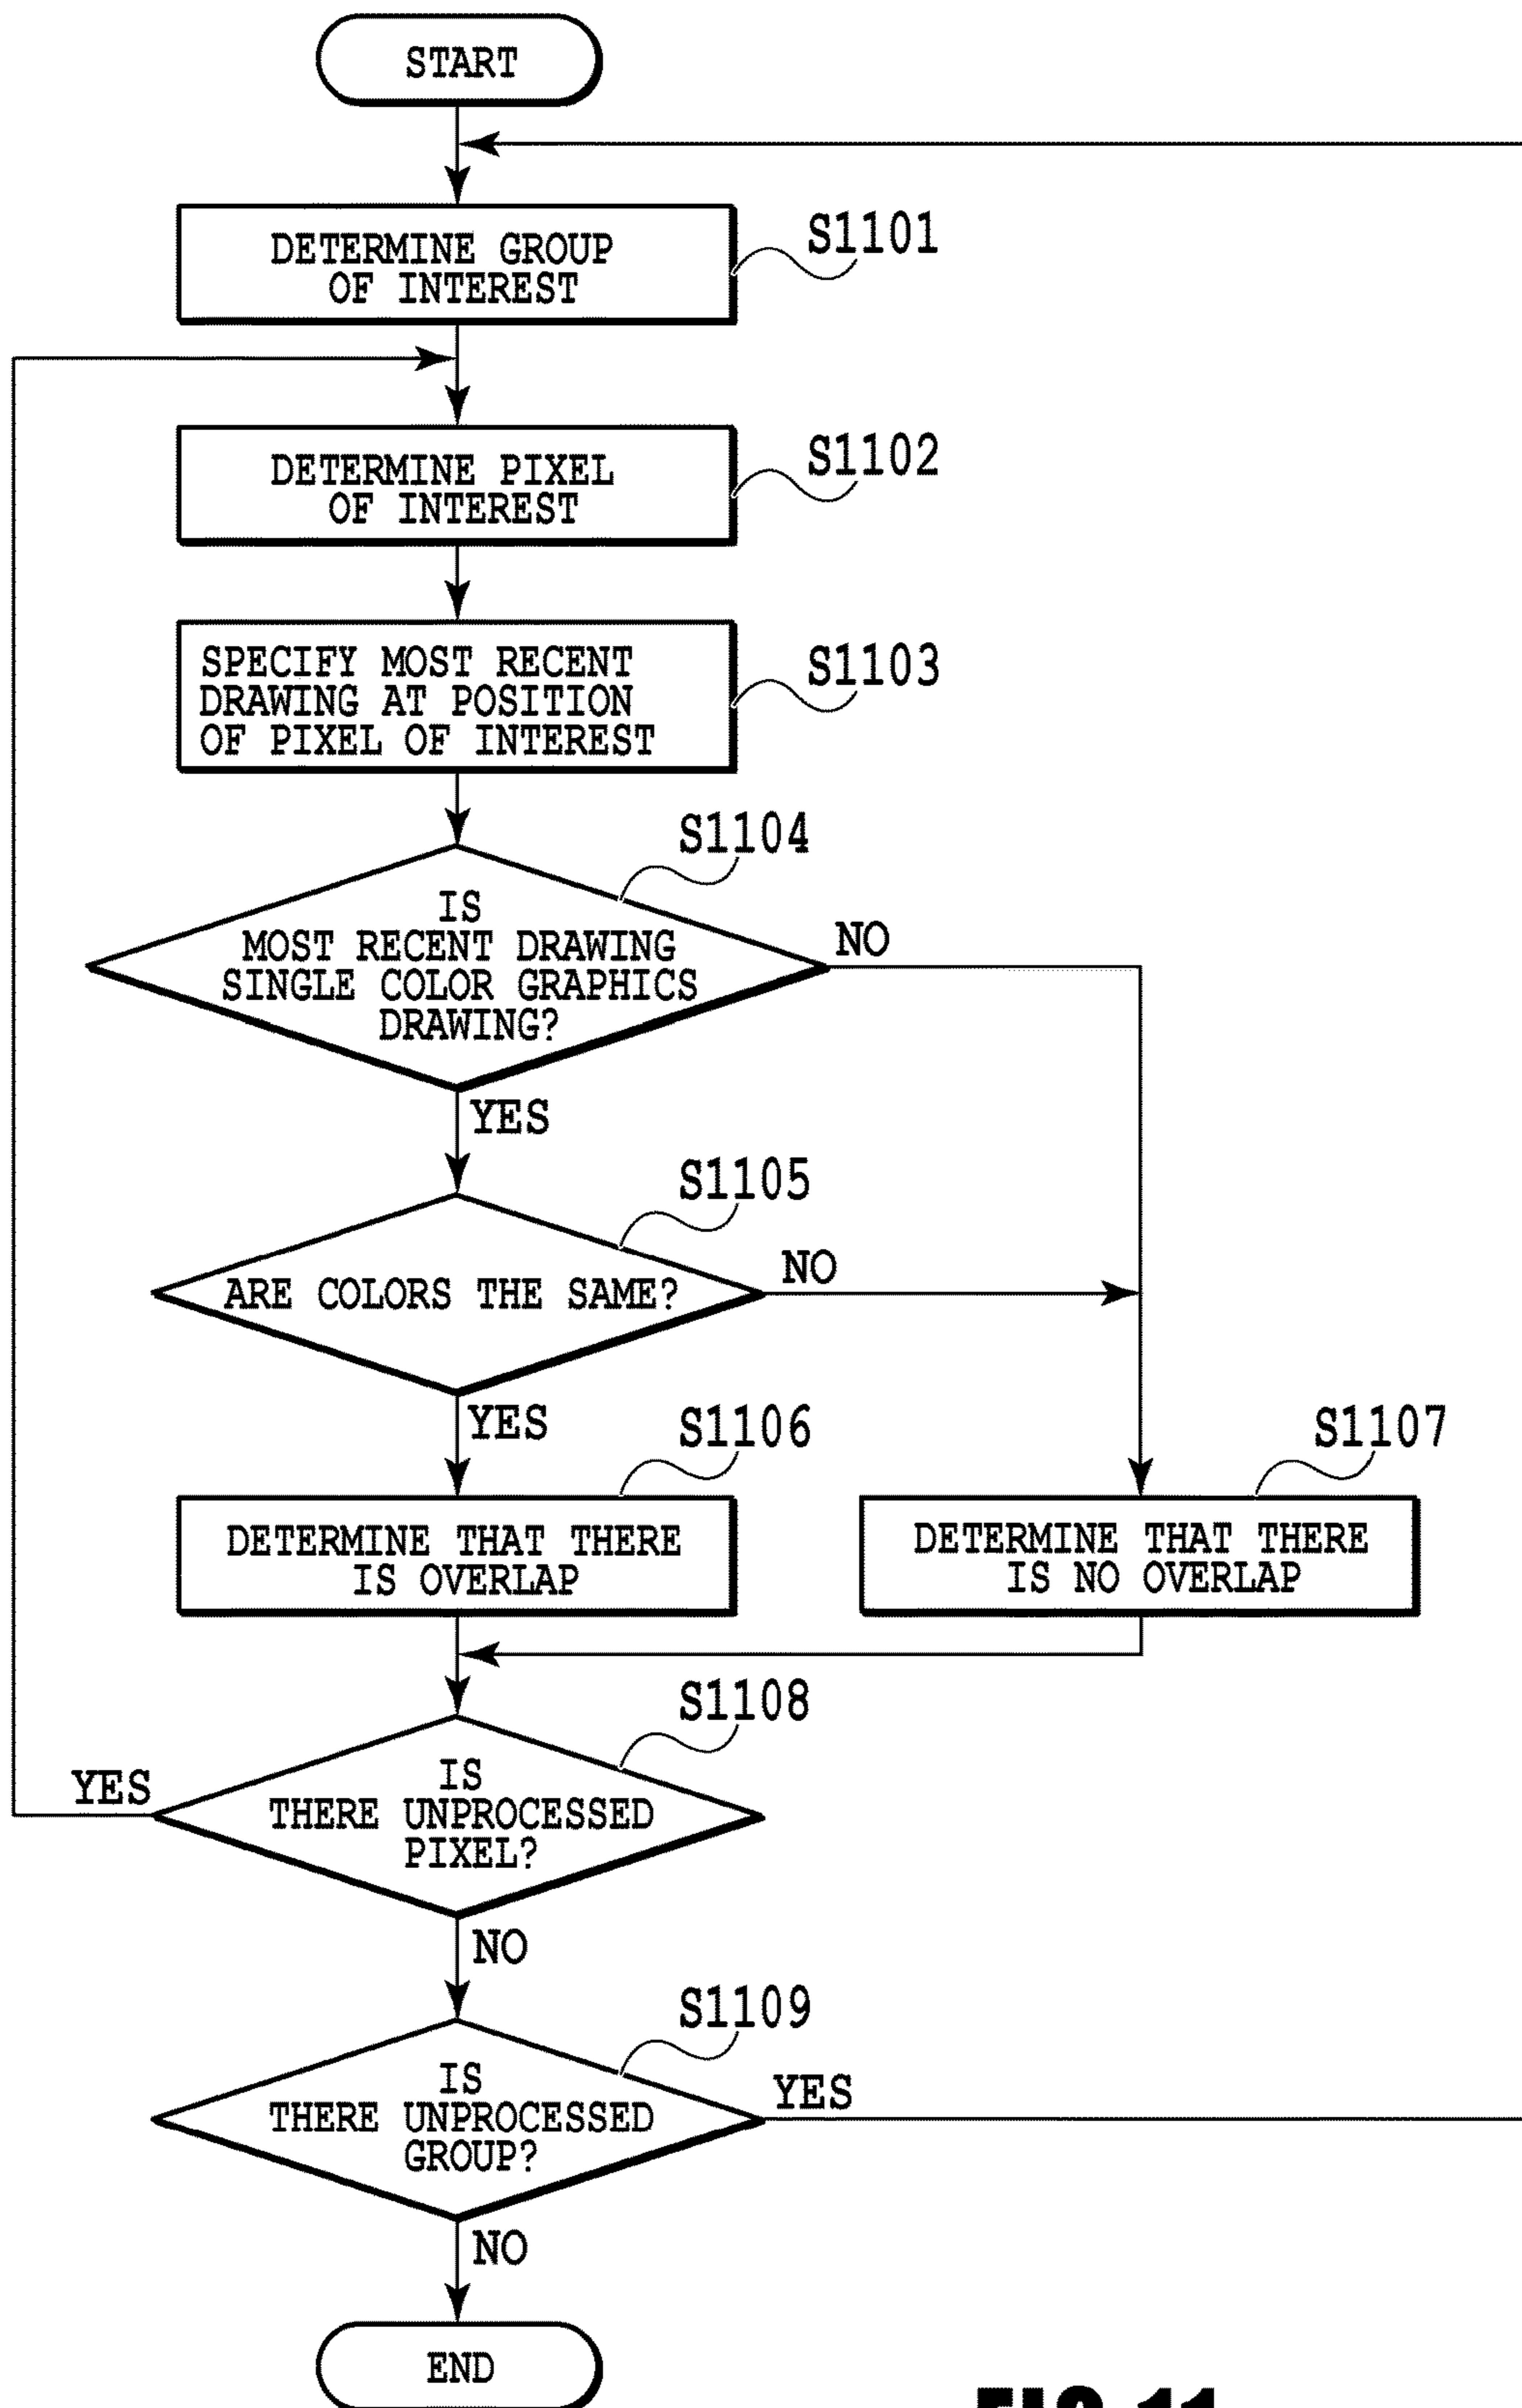 START
DETERMINE GROUP
OF INTEREST
S1101
DETERMINE PIXEL
OF INTEREST
S1102
SPECIFY MOST RECENT
DRAWING AT POSITION
OF PIXEL OF INTEREST
S1103
S1104
IS
MOST RECENT DRAWING
SINGLE COLOR GRAPHICS
DRAWING?
NO
YES
S1105
ARE COLORS THE SAME?
NO
YES
S1106
DETERMINE THAT THERE
IS OVERLAP
S1107
DETERMINE THAT THERE
IS NO OVERLAP
S1108
IS
THERE UNPROCESSED
PIXEL?
YES
NO
S1109
IS
THERE UNPROCESSED
GROUP?
YES
NO
END
FIG.11